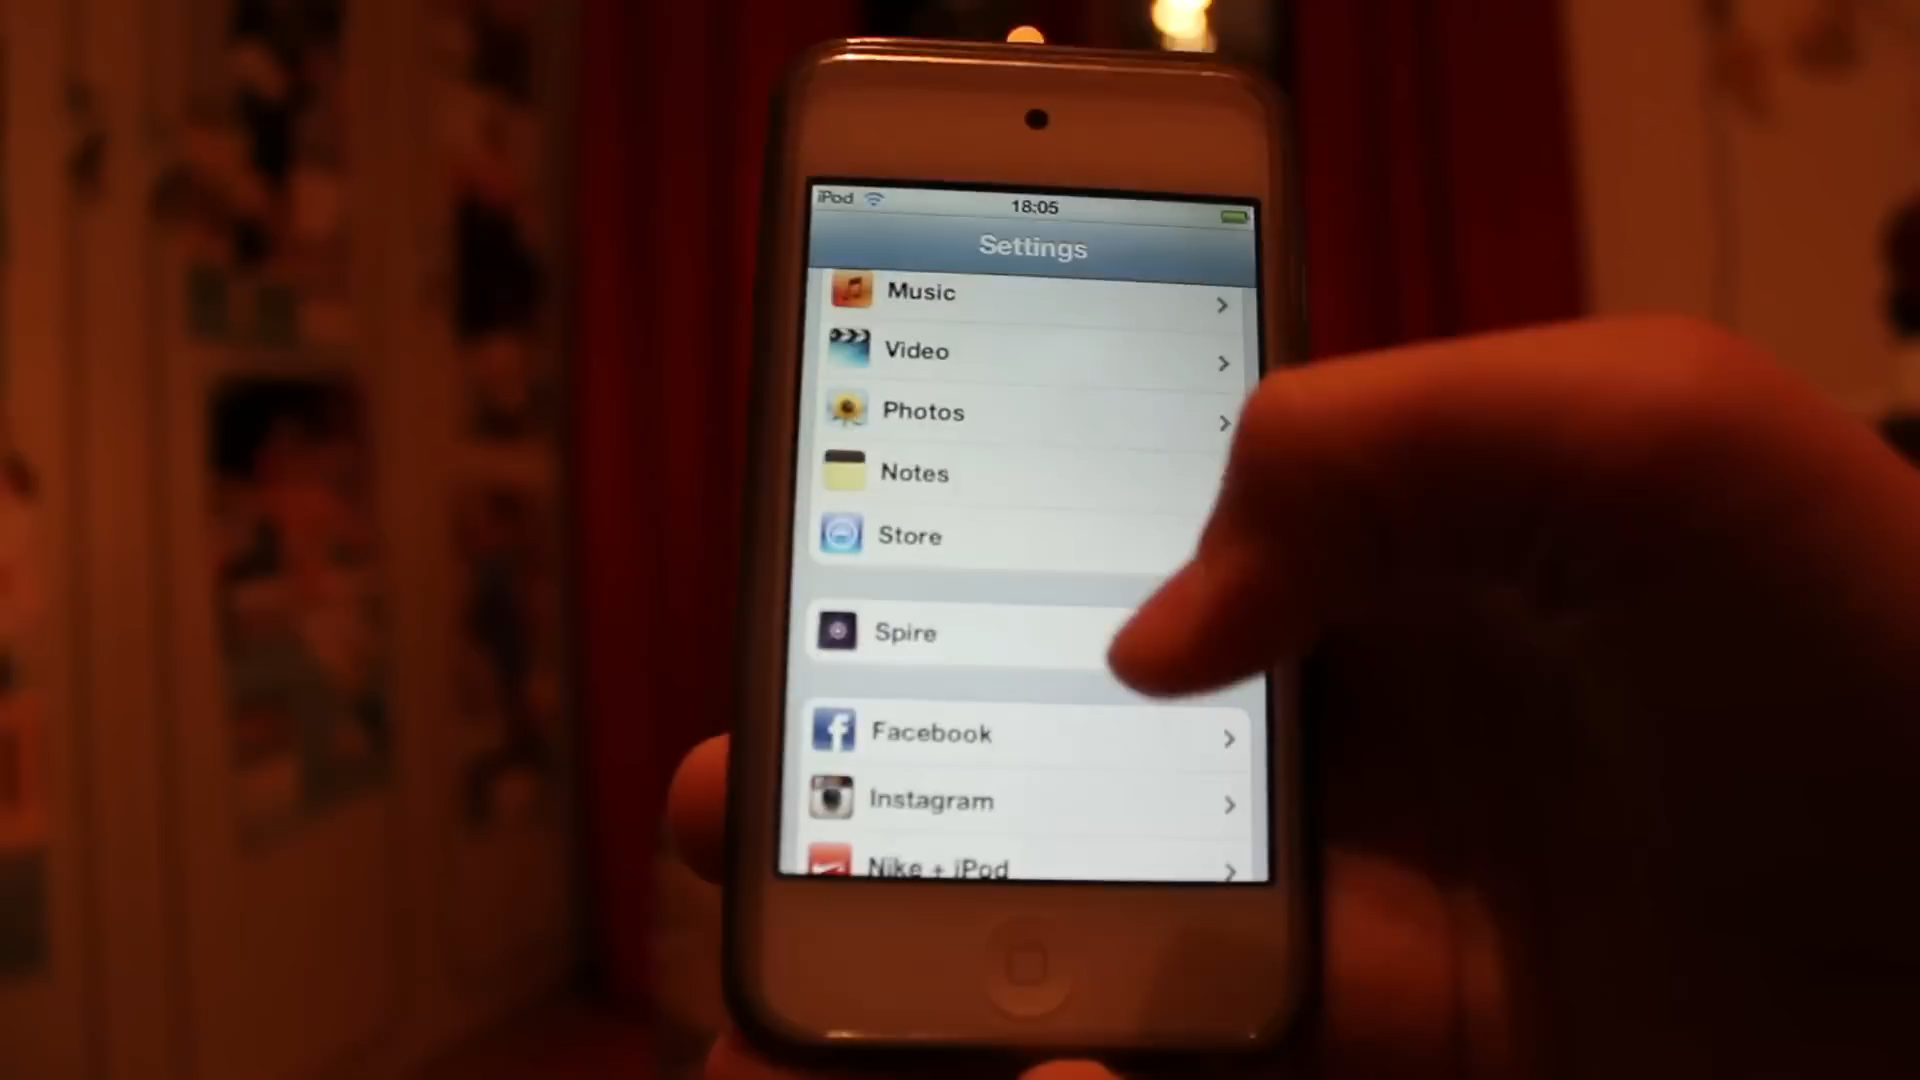 iPod 18:05
Settings
Music
Video
Photos
Notes
Store
Spire
Facebook
Instagram
Nike + iPod